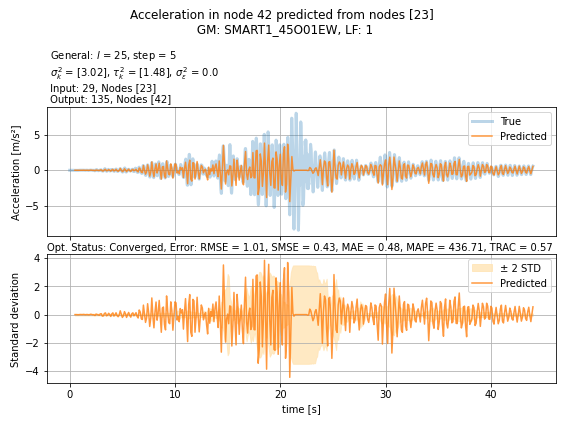 Acceleration in node 42 predicted from nodes [23]
GM: SMART1_45O01EW, LF: 1
General: l = 25, step = 5
σ²ₖ = [3.02], τ²ₖ = [1.48], σ²ε = 0.0
Input: 29, Nodes [23]
Output: 135, Nodes [42]
True
Predicted
Acceleration [m/s²]
5
0
−5
Opt. Status: Converged, Error: RMSE = 1.01, SMSE = 0.43, MAE = 0.48, MAPE = 436.71, TRAC = 0.57
± 2 STD
Predicted
Standard deviation
4
2
0
−2
−4
0 10 20 30 40
time [s]